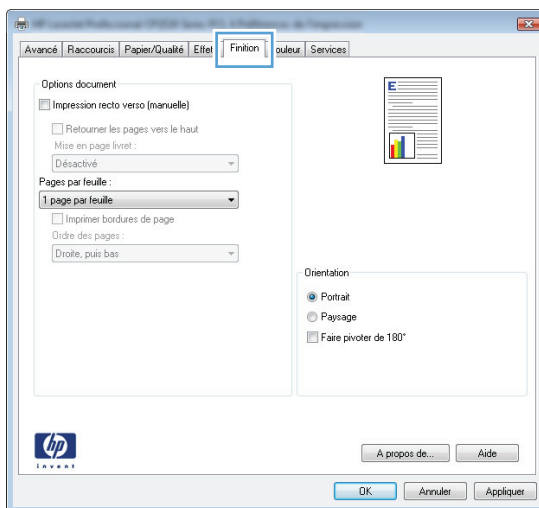 Avancé Raccourcis Papier/Qualité Effet Finition ouleur Services
Options document
Impression recto verso (manuelle)
Retourner les pages vers le haut
Mise en page livret :
Désactivé
Pages par feuille :
1 page par feuille
Imprimer bordures de page
Ordre des pages :
Droite, puis bas
E
Orientation
Portrait
Paysage
Faire pivoter de 180°
hp
invent
A propos de... Aide
OK Annuler Appliquer